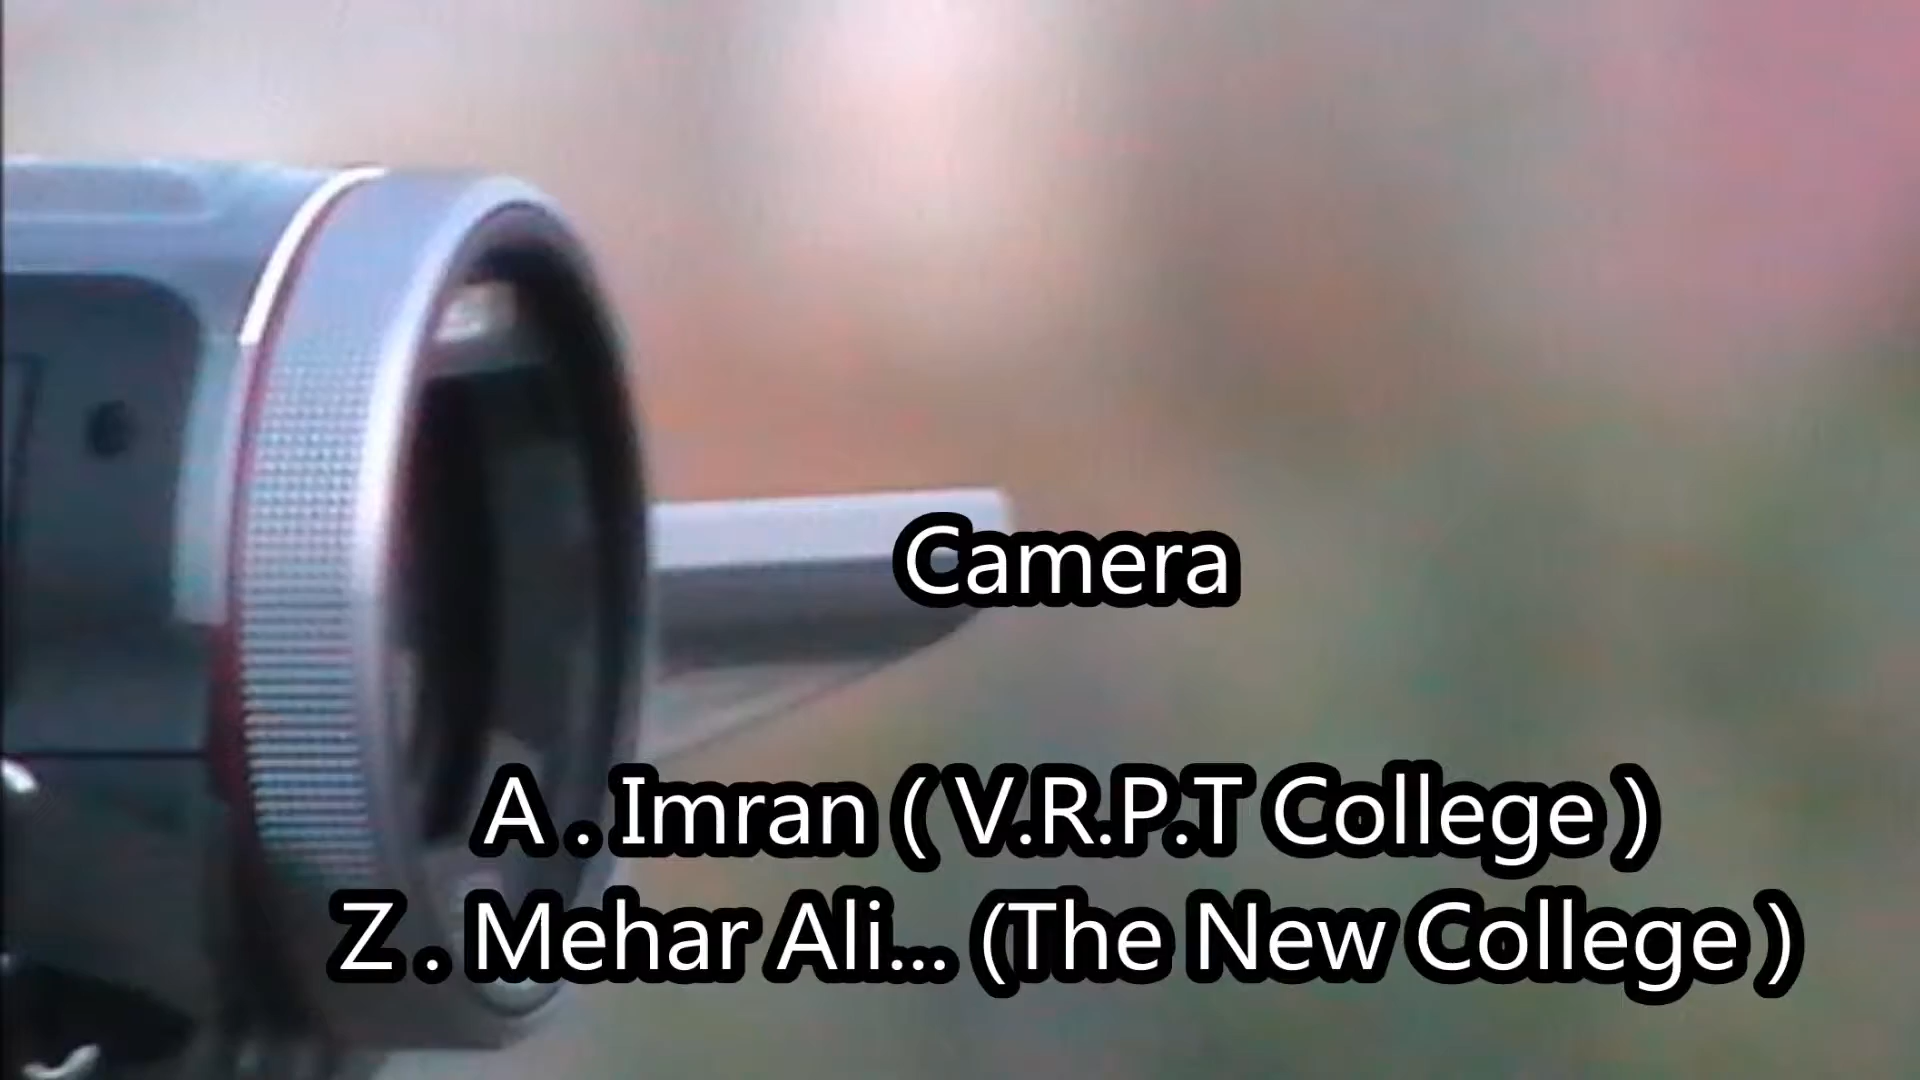 Camera
A . Imran ( V.R.P.T College )
Z . Mehar Ali... (The New College )